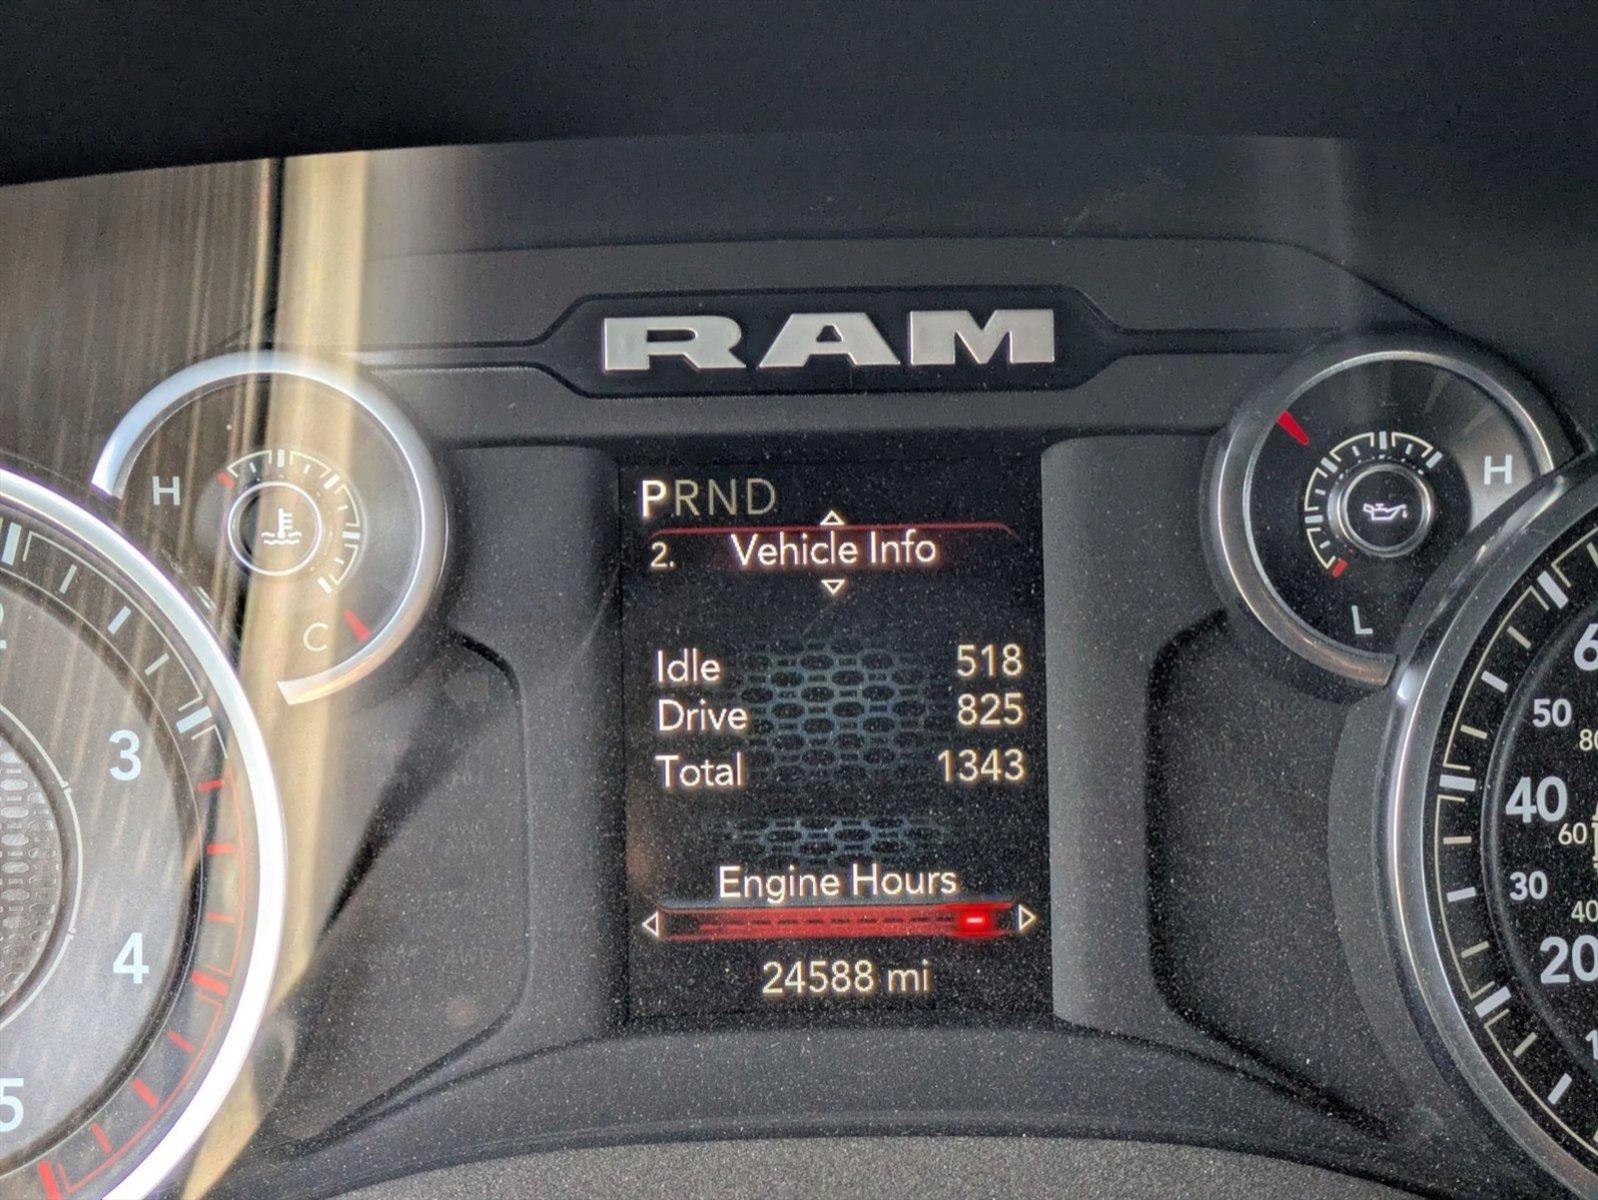 RAM
H
C
H
L
PRND
2. Vehicle Info
Idle 518
Drive 825
Total 1343
Engine Hours
24588 mi
3
4
5
50
40
60
30
40
20